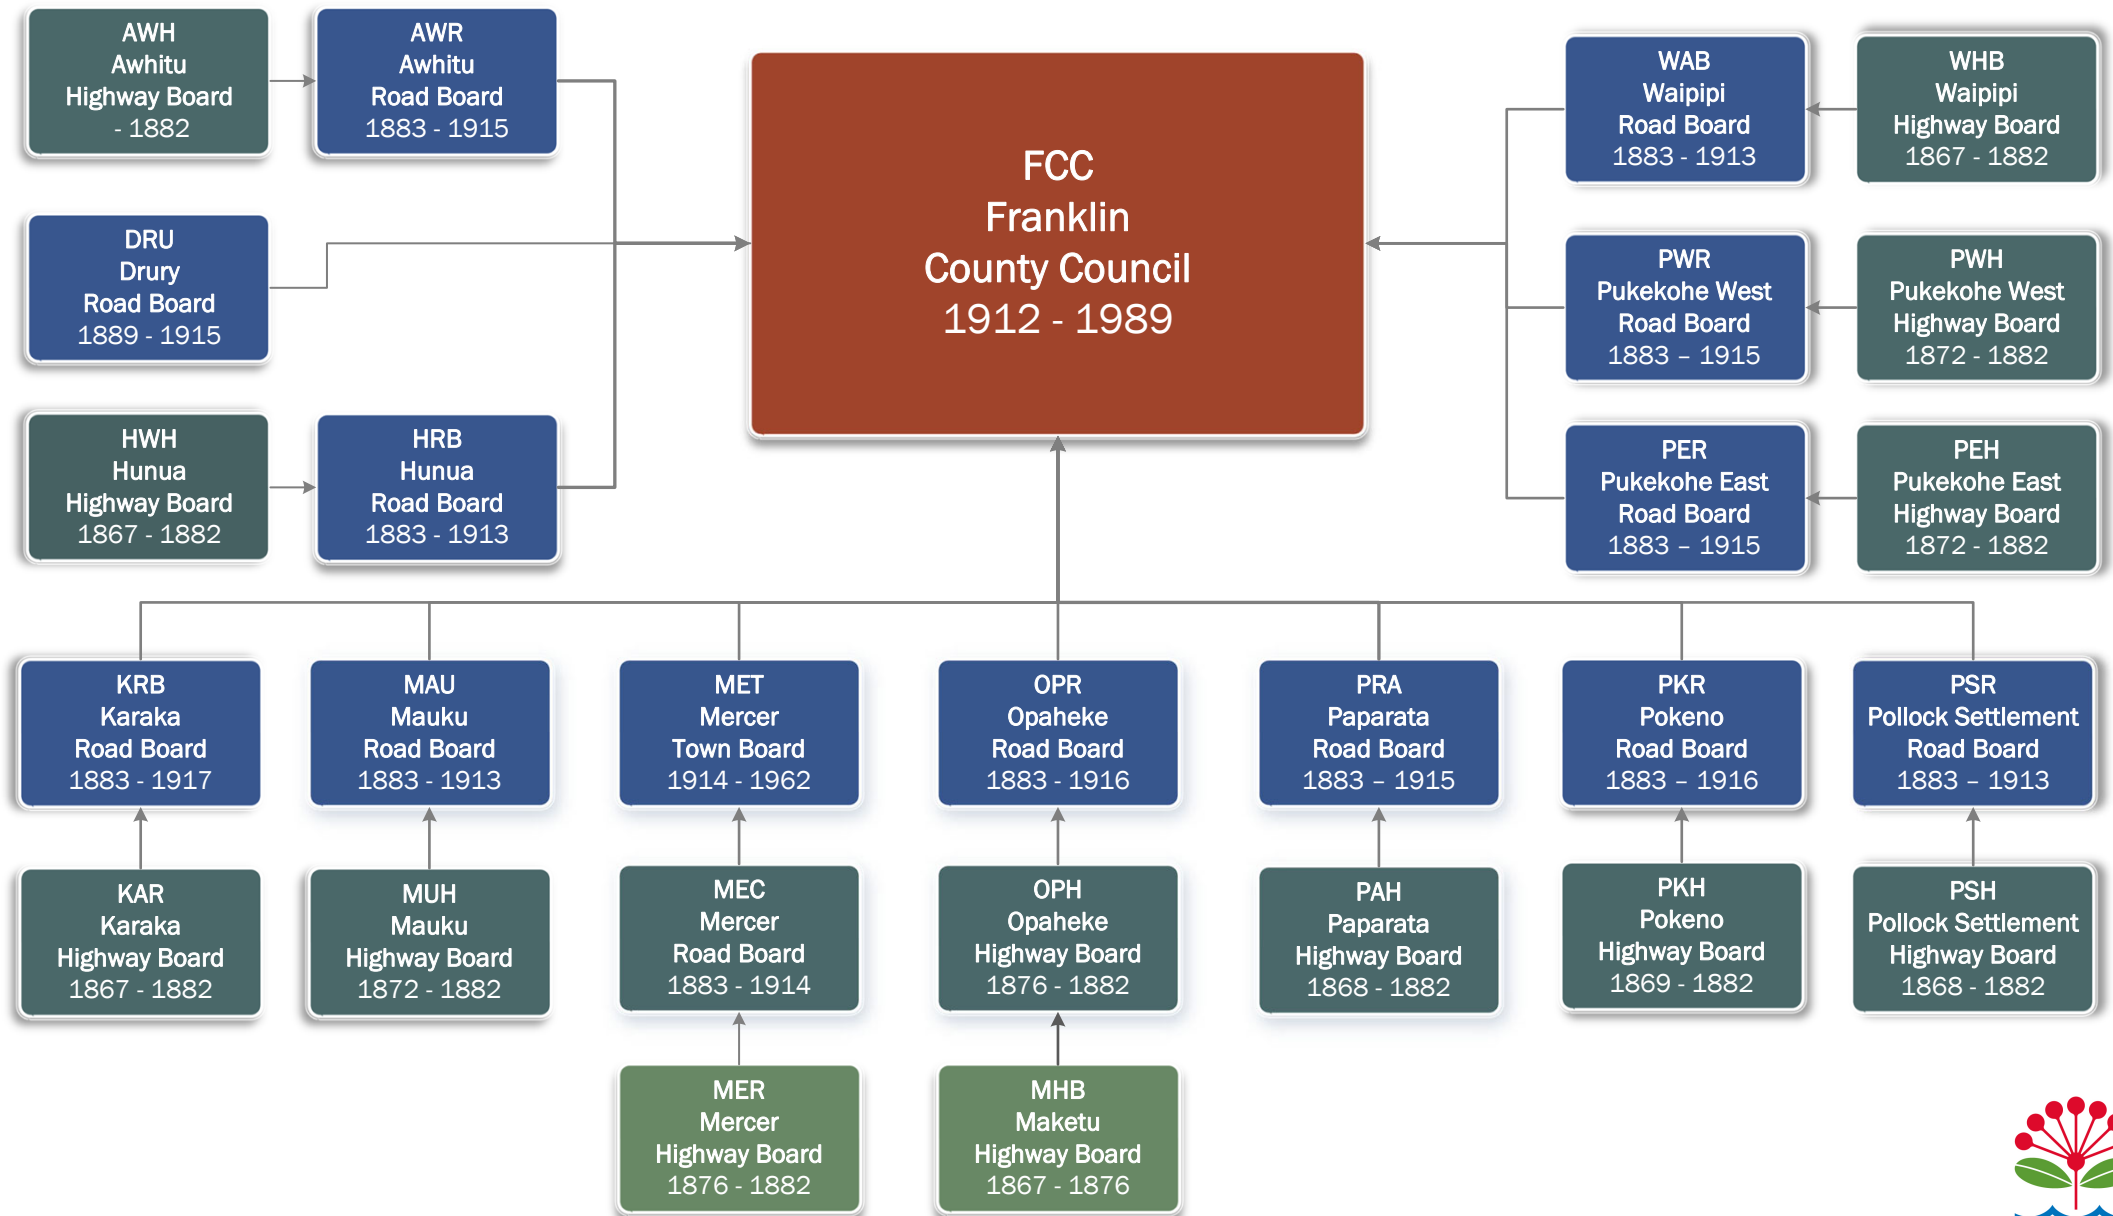 AWH
Awhitu
Highway Board
- 1882
AWR
Awhitu
Road Board
1883 - 1915
DRU
Drury
Road Board
1889 - 1915
HWH
Hunua
Highway Board
1867 - 1882
HRB
Hunua
Road Board
1883 - 1913
FCC
Franklin
County Council
1912 - 1989
WAB
Waipipi
Road Board
1883 - 1913
WHB
Waipipi
Highway Board
1867 - 1882
PWR
Pukekohe West
Road Board
1883 – 1915
PWH
Pukekohe West
Highway Board
1872 - 1882
PER
Pukekohe East
Road Board
1883 – 1915
PEH
Pukekohe East
Highway Board
1872 - 1882
KRB
Karaka
Road Board
1883 - 1917
MAU
Mauku
Road Board
1883 - 1913
MET
Mercer
Town Board
1914 - 1962
OPR
Opaheke
Road Board
1883 - 1916
PRA
Paparata
Road Board
1883 – 1915
PKR
Pokeno
Road Board
1883 – 1916
PSR
Pollock Settlement
Road Board
1883 – 1913
KAR
Karaka
Highway Board
1867 - 1882
MUH
Mauku
Highway Board
1872 - 1882
MEC
Mercer
Road Board
1883 - 1914
OPH
Opaheke
Highway Board
1876 - 1882
PAH
Paparata
Highway Board
1868 - 1882
PKH
Pokeno
Highway Board
1869 - 1882
PSH
Pollock Settlement
Highway Board
1868 - 1882
MER
Mercer
Highway Board
1876 - 1882
MHB
Maketu
Highway Board
1867 - 1876